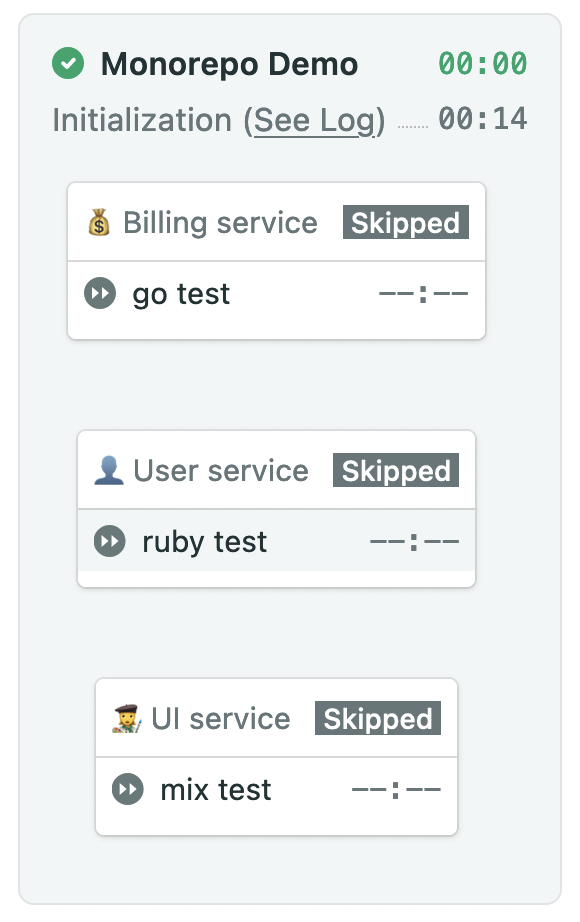 Monorepo Demo 00:00
Initialization (See Log) 00:14
Billing service Skipped
go test --:--
User service Skipped
ruby test --:--
UI service Skipped
mix test --:--